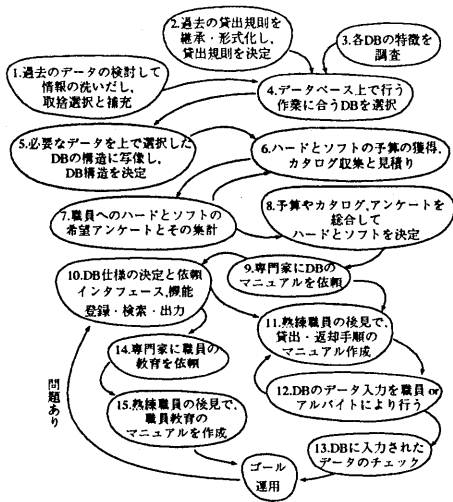 2.過去の貸出規則を
継承・形式化し,
貸出規則を決定
3.各DBの特徴を
調査
1.過去のデータの検討して
情報の洗いだし,
取捨選択と補充
4.データベース上で行う
作業に合うDBを選択
5.必要なデータを上で選択した
DBの構造に写像し,
DB構造を決定
6.ハードとソフトの予算の獲得,
カタログ収集と見積り
7.職員へのハードとソフトの
希望アンケートとその集計
8.予算やカタログ,アンケートを
総合して
ハードとソフトを決定
9.専門家にDBの
マニュアルを依頼
10.DB仕様の決定と依頼
インタフェース,機能
登録・検索・出力
11.熟練職員の後見で,
貸出・返却手順の
マニュアル作成
14.専門家に職員の
教育を依頼
12.DBのデータ入力を職員or
アルバイトにより行う
15.熟練職員の後見で,
職員教育の
マニュアルを作成
13.DBに入力された
データのチェック
問題あり
ゴール
運用